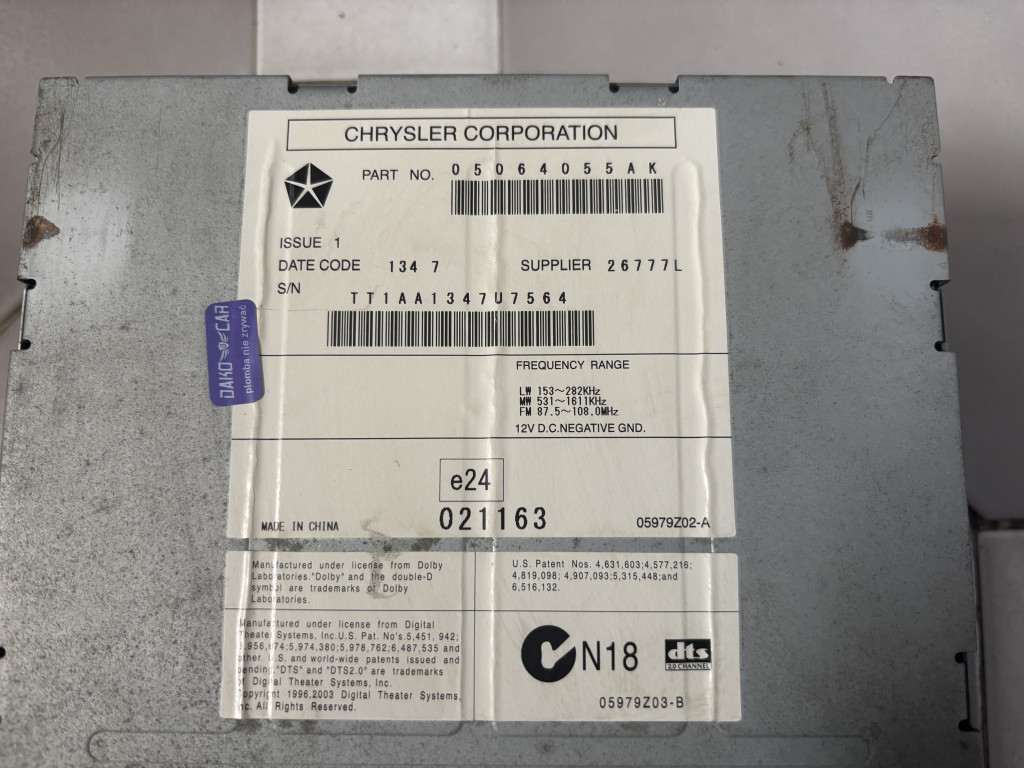 CHRYSLER CORPORATION
PART NO. 05064055AK
ISSUE 1
DATE CODE 134 7 SUPPLIER 26777L
S/N
TT1AA1347U7564
DAKO CAR
plomba nie zrywać
FREQUENCY RANGE
LW 153~282KHz
MW 531~1611KHz
FM 87.5~108.0MHz
12V D.C.NEGATIVE GND.
e24
021163
MADE IN CHINA
05979Z02-A
Manufactured under license from Dolby
Laboratories."Dolby" and the double-D
symbol are trademarks of Dolby
Laboratories.
U.S. Patent Nos. 4,631,603;4,577,216;
4,819,098; 4,907,093;5,315,448;and
6,516,132.
Manufactured under license from Digital
Theater Systems, Inc.U.S. Pat. No's.5,451, 942;
5,956,674;5,974,380;5,978,762;6,487,535 and
other U.S. and world-wide patents issued and
pending."DTS" and "DTS2.0" are trademarks
of Digital Theater Systems, Inc.
Copyright 1996,2003 Digital Theater Systems,
Inc. All Rights Reserved.
N18
dts
2.0 CHANNEL
05979Z03-B